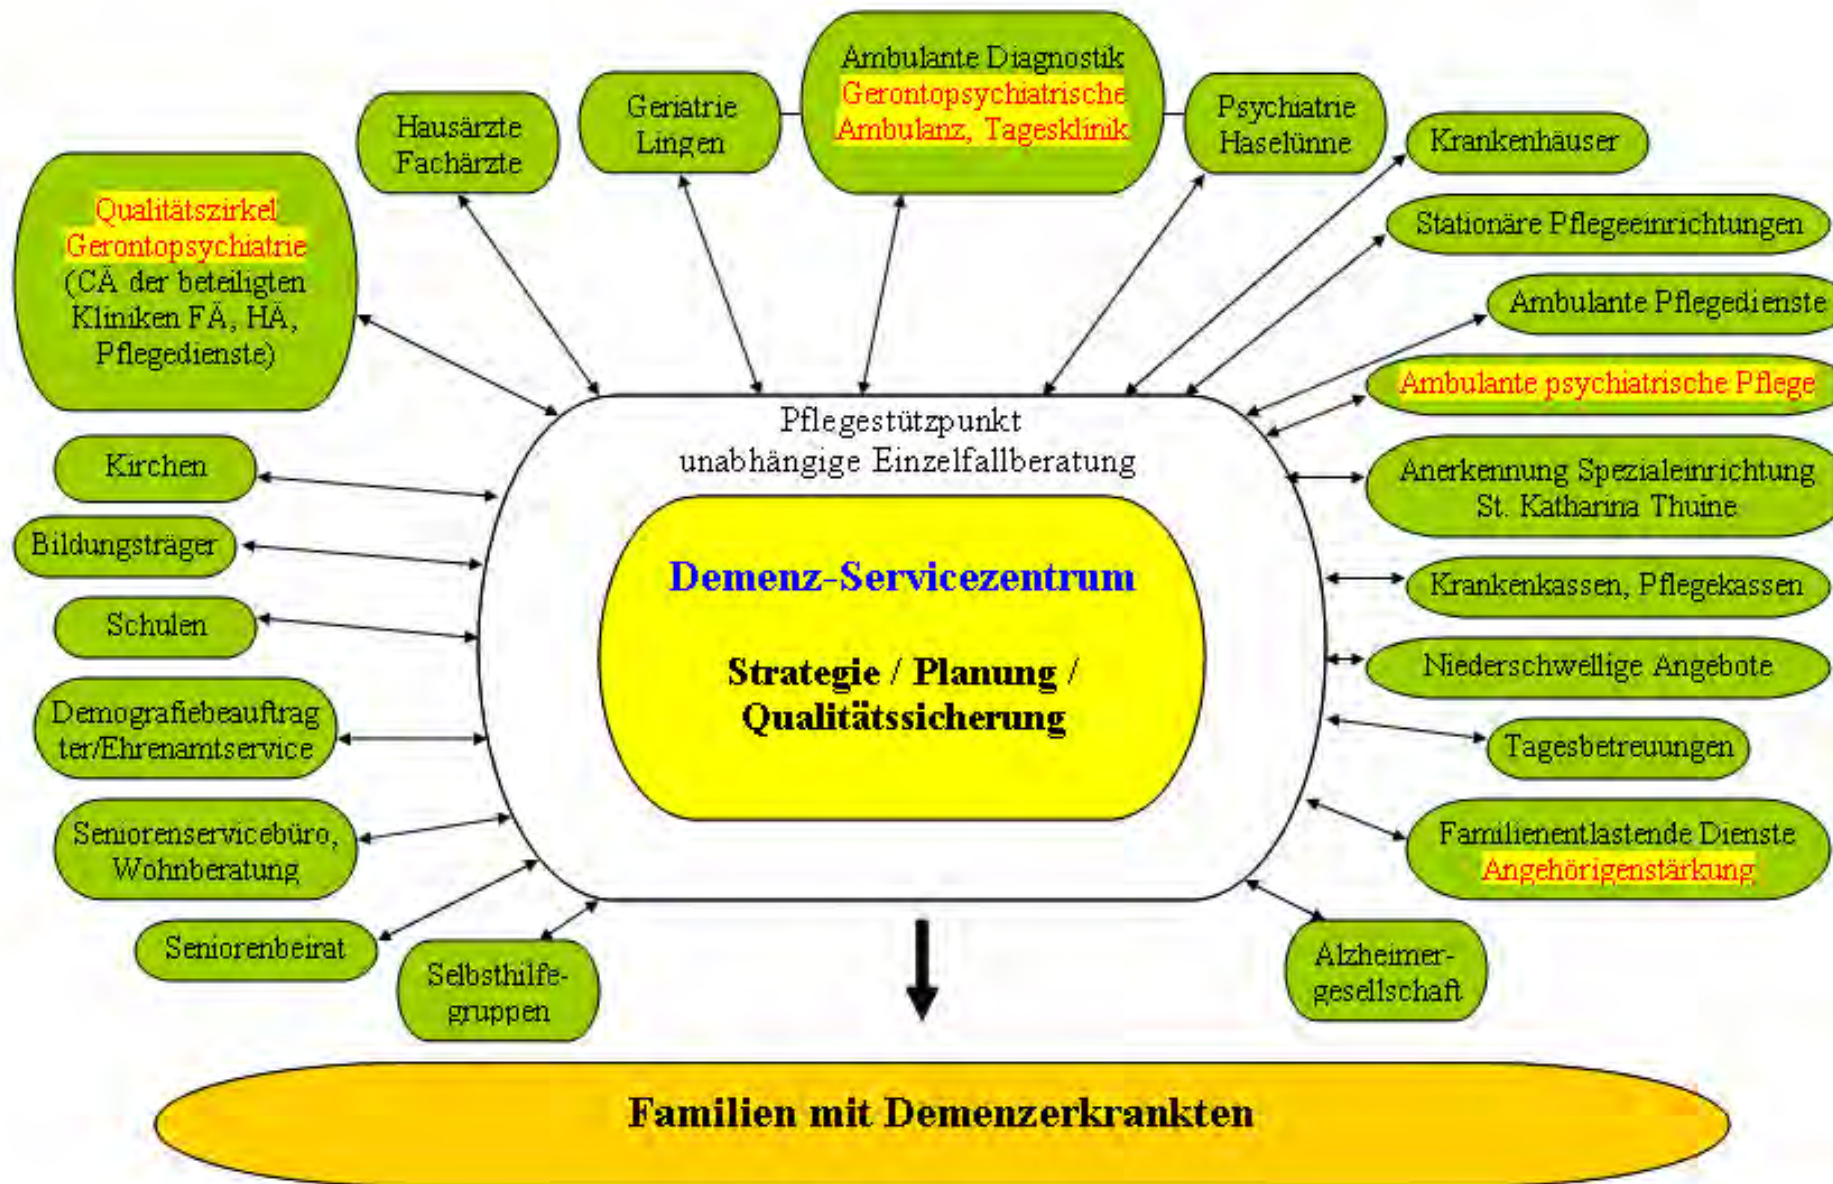 Ambulante Diagnostik
Gerontopsychiatrische
Ambulanz, Tagesklinik
Geriatrie
Lingen
Psychiatrie
Haselünne
Hausärzte
Fachärzte
Krankenhäuser
Qualitätszirkel
Gerontopsychiatrie
(CÄ der beteiligten
Kliniken FÄ, HÄ,
Pflegedienste)
Stationäre Pflegeeinrichtungen
Ambulante Pflegedienste
Ambulante psychiatrische Pflege
Pflegestützpunkt
unabhängige Einzelfallberatung
Kirchen
Anerkennung Spezialeinrichtung
St. Katharina Thuine
Bildungsträger
Demenz-Servicezentrum
Krankenkassen, Pflegekassen
Schulen
Strategie / Planung /
Qualitätssicherung
Niederschwellige Angebote
Demografiebeauftrag
ter/Ehrenamtservice
Tagesbetreuungen
Seniorenservicebüro,
Wohnberatung
Familienentlastende Dienste
Angehörigenstärkung
Seniorenbeirat
Selbsthilfe-
gruppen
Alzheimer-
gesellschaft
Familien mit Demenzerkrankten